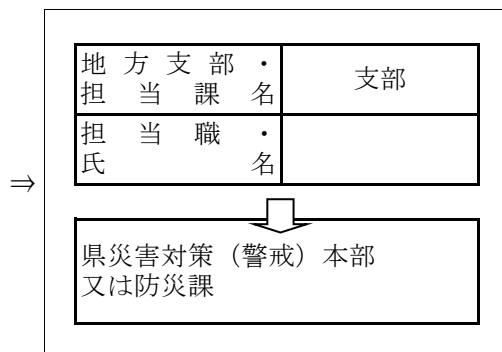 地方支部・
担当課名
支部
担当職・
氏名
⇒
県災害対策（警戒）本部
又は防災課